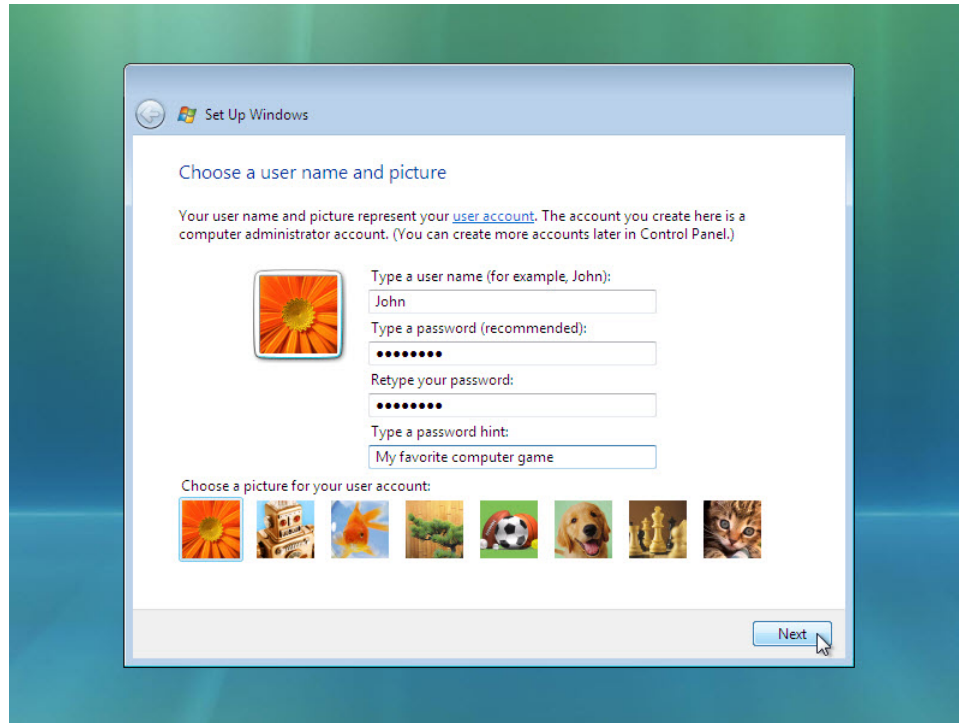 Set Up Windows
Choose a user name and picture
Your user name and picture represent your user account. The account you create here is a
computer administrator account. (You can create more accounts later in Control Panel.)
Type a user name (for example, John):
John
Type a password (recommended):
●●●●●●●●
Retype your password:
●●●●●●●●
Type a password hint:
My favorite computer game
Choose a picture for your user account:
Next